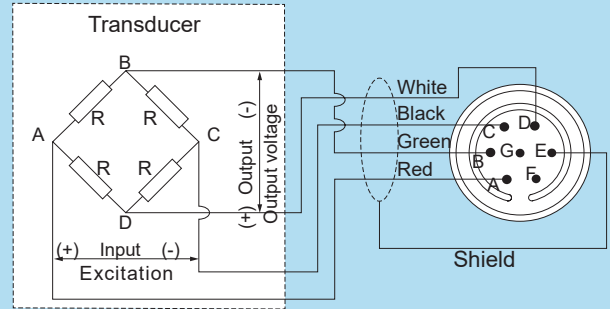 Transducer
B
R
R
A
C
R
R
D
(+) Input (-)
Excitation
(+) Output (-)
Output voltage
White
Black
Green
Red
Shield
C
D
B
G
E
A
F